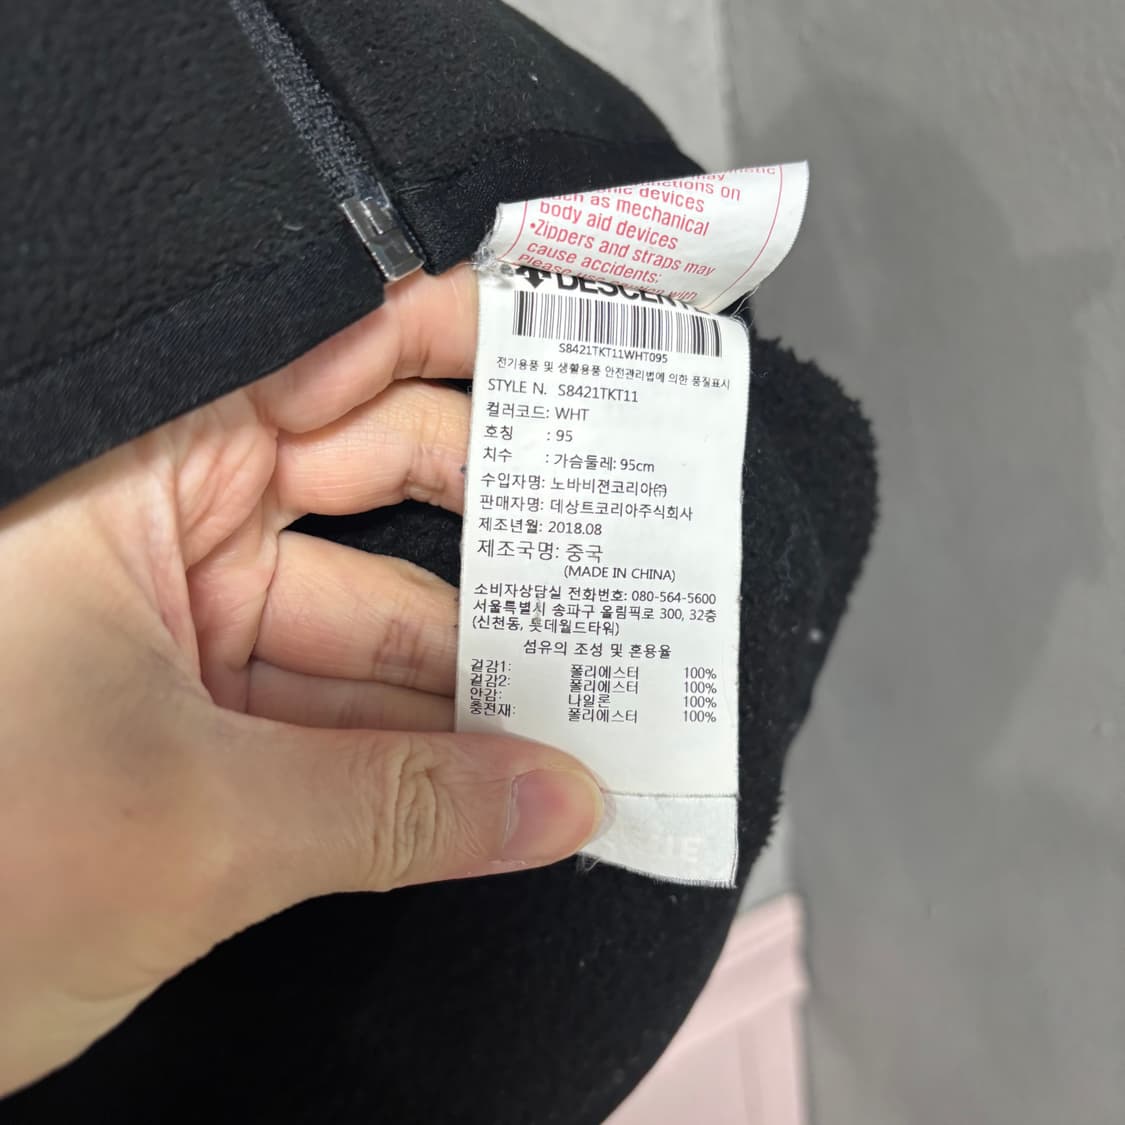 may
nctions on
devices
as mechanical
body aid devices
•Zippers and straps may
cause accidents:
Please with
S8421TKT11WHT095
전기용품 및 생활용품 안전관리법에 의한 품질표시
STYLE N. S8421TKT11
컬러코드: WHT
호칭 : 95
치수 : 가슴둘레: 95cm
수입자명: 노바비젼코리아㈜
판매자명: 데상트코리아주식회사
제조년월: 2018.08
제조국명: 중국
(MADE IN CHINA)
소비자상담실 전화번호: 080-564-5600
서울특별시 송파구 올림픽로 300, 32층
(신천동, 롯데월드타워)
섬유의 조성 및 혼용율
겉감1: 폴리에스터 100%
겉감2: 폴리에스터 100%
안감: 나일론 100%
충전재: 폴리에스터 100%